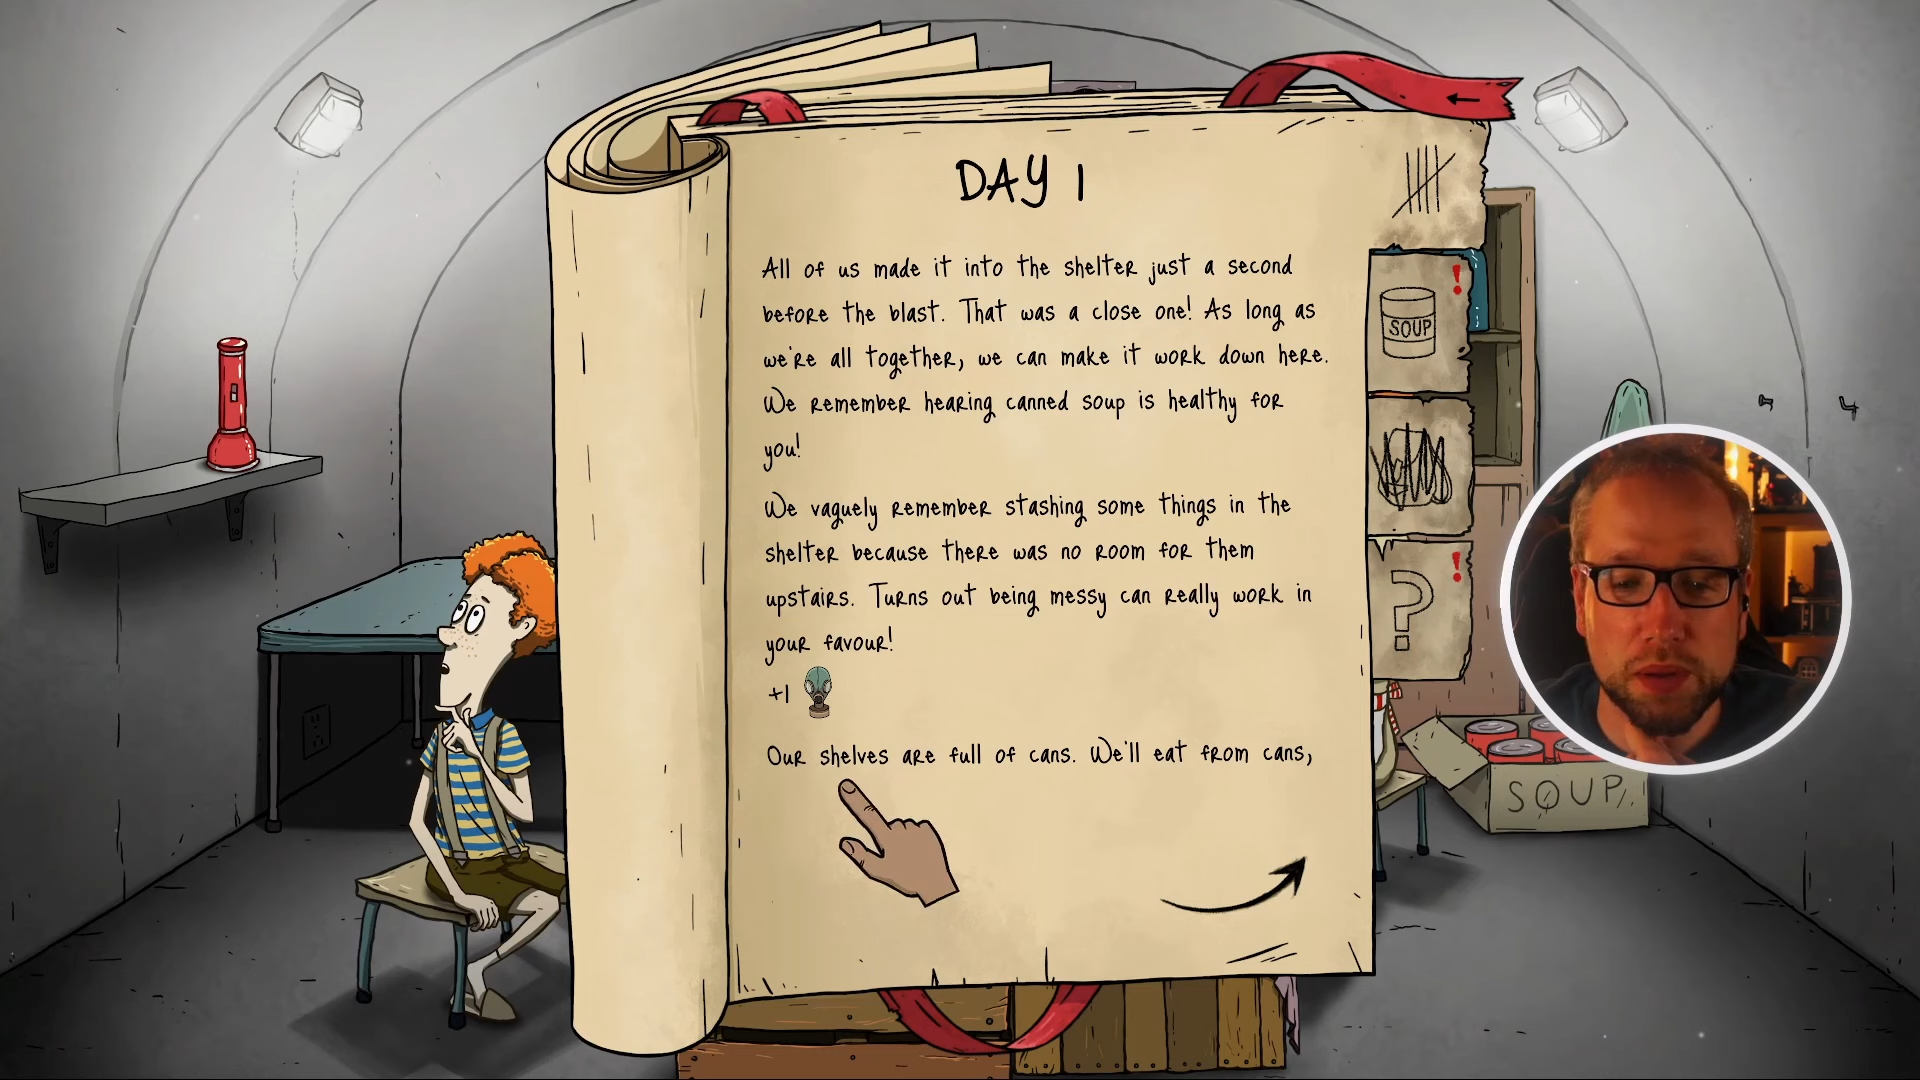 DAY 1
All of us made it into the shelter just a second
before the blast. That was a close one! As long as
we're all together, we can make it work down here.
We remember hearing canned soup is healthy for
you!
We vaguely remember stashing some things in the
shelter because there was no room for them
upstairs. Turns out being messy can really work in
your favour!
+1
Our shelves are full of cans. We'll eat from cans,
SOUP
?
SOUP